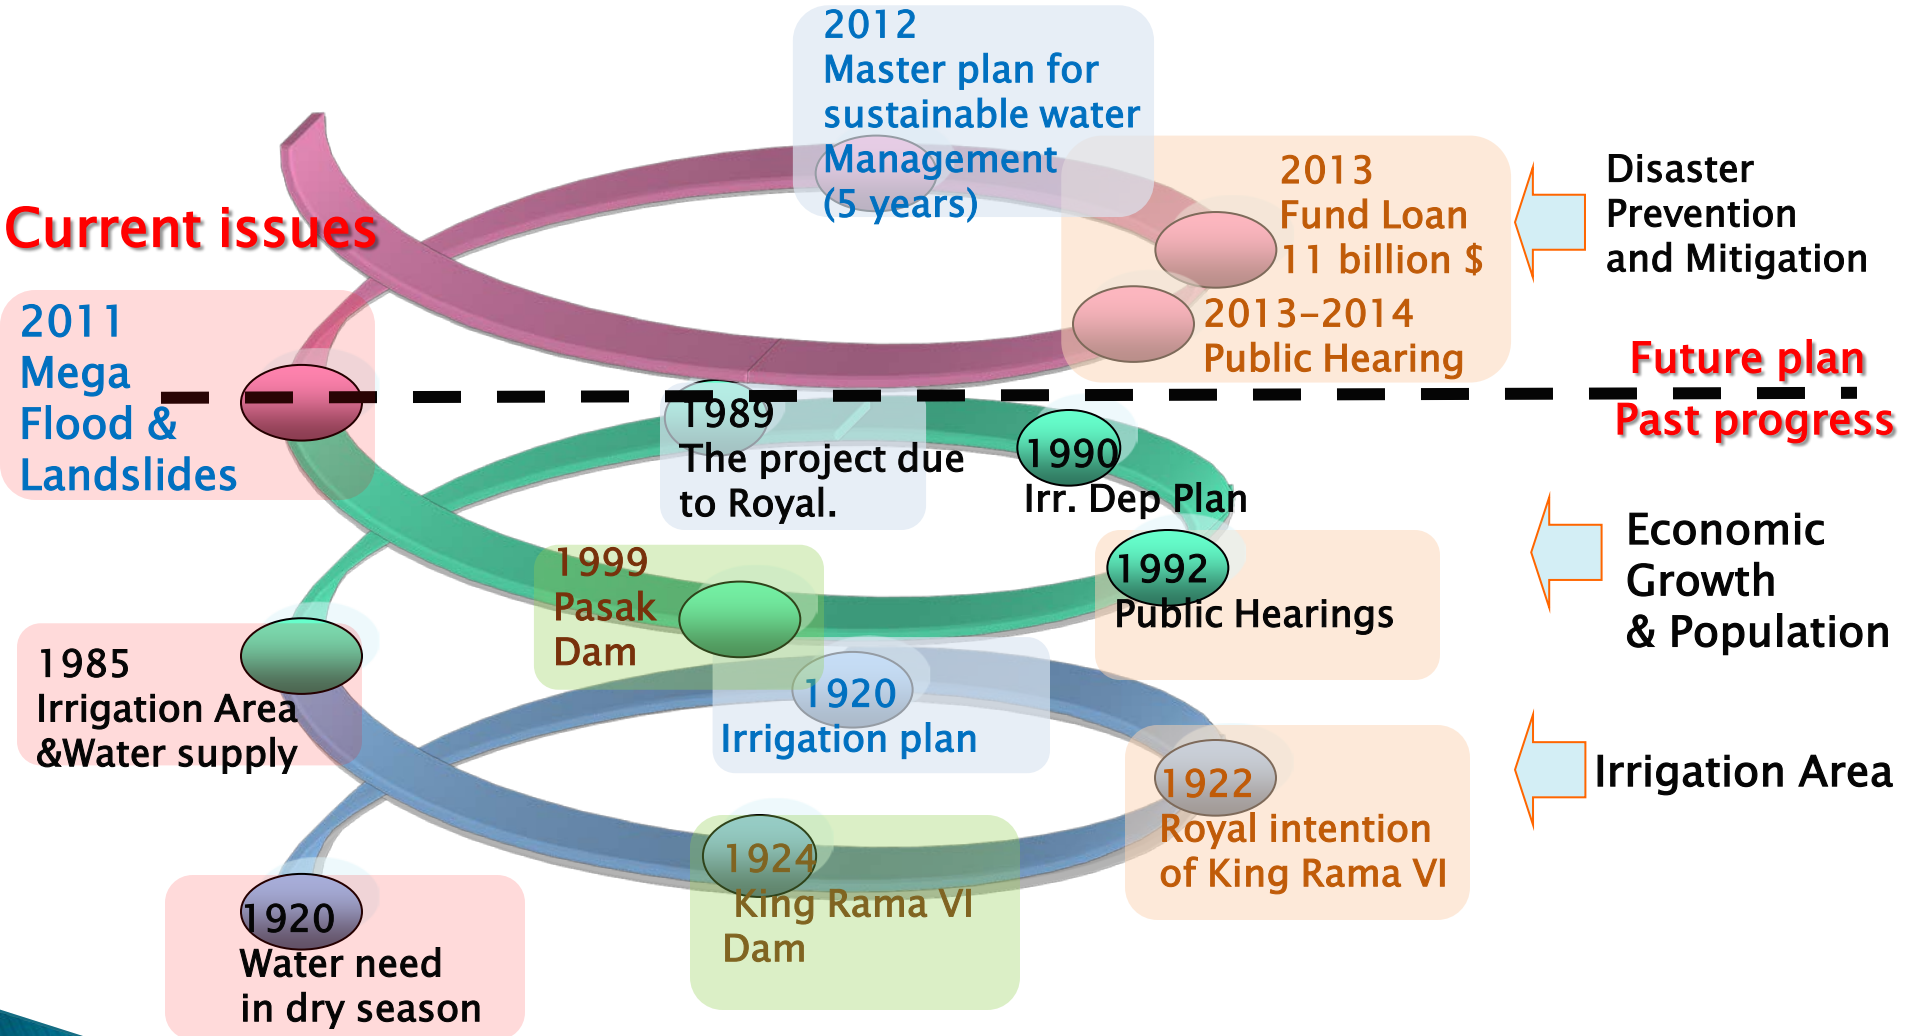 2012
Master plan for
sustainable water
Management
(5 years)
2013
Fund Loan
11 billion $
2013-2014
Public Hearing
Disaster
Prevention
and Mitigation
Current issues
2011
Mega
Flood &
Landslides
Future plan
Past progress
1989
The project due
to Royal.
1990
Irr. Dep Plan
1992
Public Hearings
Economic
Growth
& Population
1999
Pasak
Dam
1985
Irrigation Area
&Water supply
1920
Irrigation plan
1922
Royal intention
of King Rama VI
Irrigation Area
1924
King Rama VI
Dam
1920
Water need
in dry season